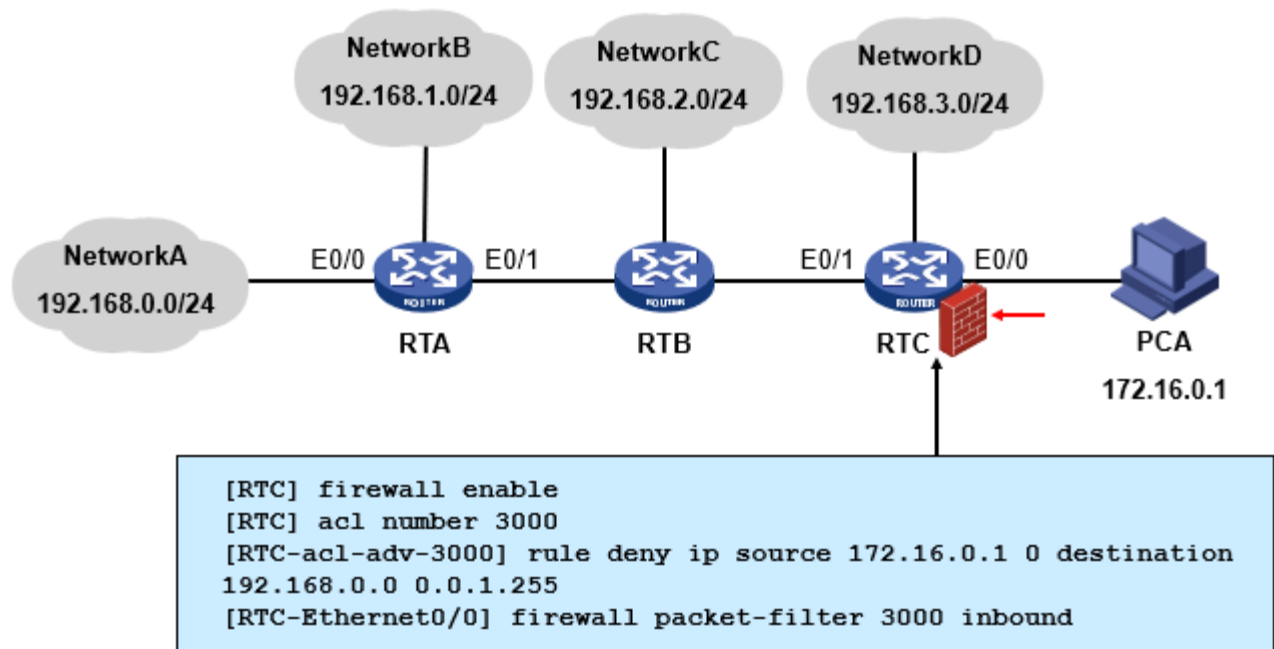 NetworkB
192.168.1.0/24
NetworkC
192.168.2.0/24
NetworkD
192.168.3.0/24
NetworkA
192.168.0.0/24
E0/0
ROUTER
E0/1
ROUTER
E0/1
ROUTER
E0/0
RTA
RTB
RTC
PCA
172.16.0.1
[RTC] firewall enable
[RTC] acl number 3000
[RTC-acl-adv-3000] rule deny ip source 172.16.0.1 0 destination
192.168.0.0 0.0.1.255
[RTC-Ethernet0/0] firewall packet-filter 3000 inbound